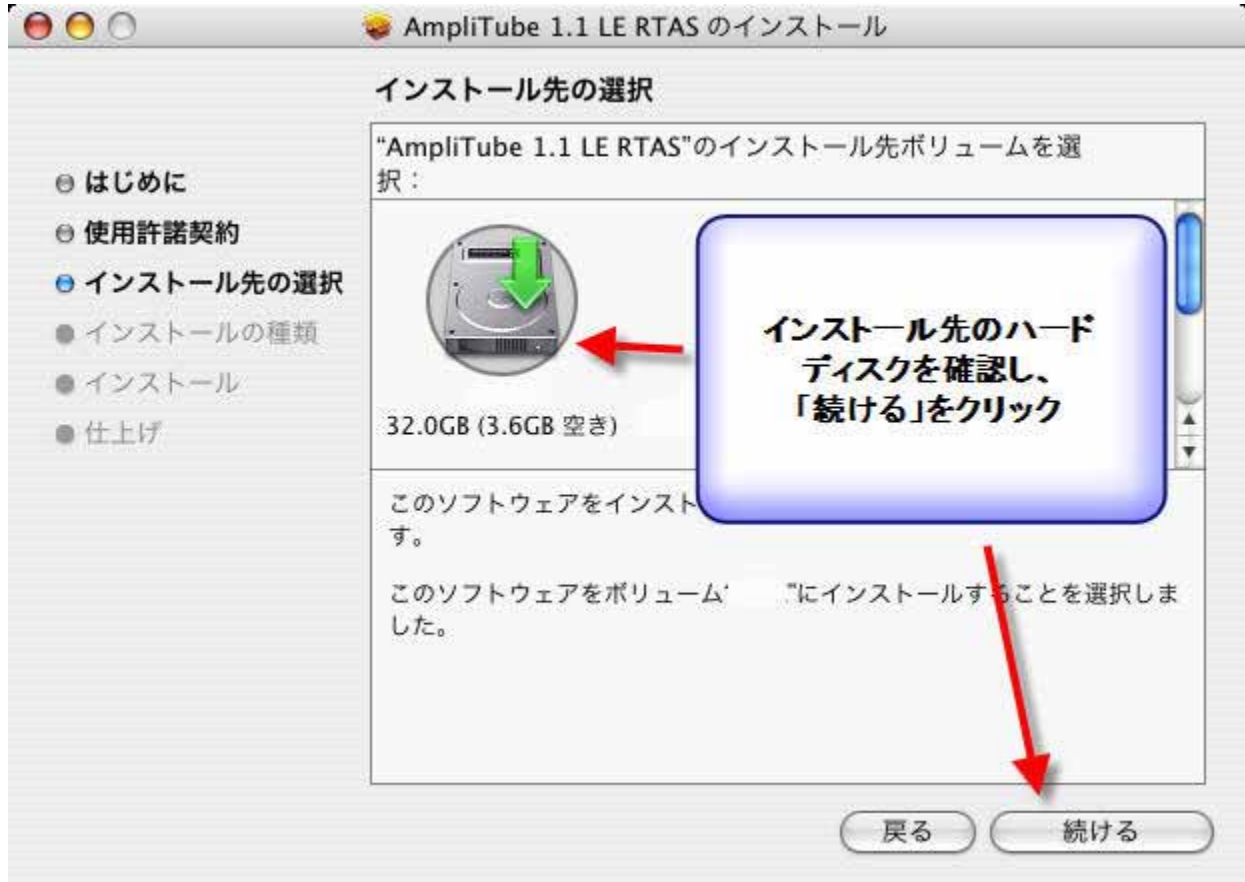 AmpliTube 1.1 LE RTAS のインストール
インストール先の選択
はじめに
使用許諾契約
インストール先の選択
インストールの種類
インストール
仕上げ
“AmpliTube 1.1 LE RTAS”のインストール先ボリュームを選
択：
32.0GB (3.6GB 空き)
インストール先のハード
ディスクを確認し、
「続ける」をクリック
このソフトウェアをインスト
す。
このソフトウェアをボリューム“ ”にインストールすることを選択しま
した。
戻る
続ける